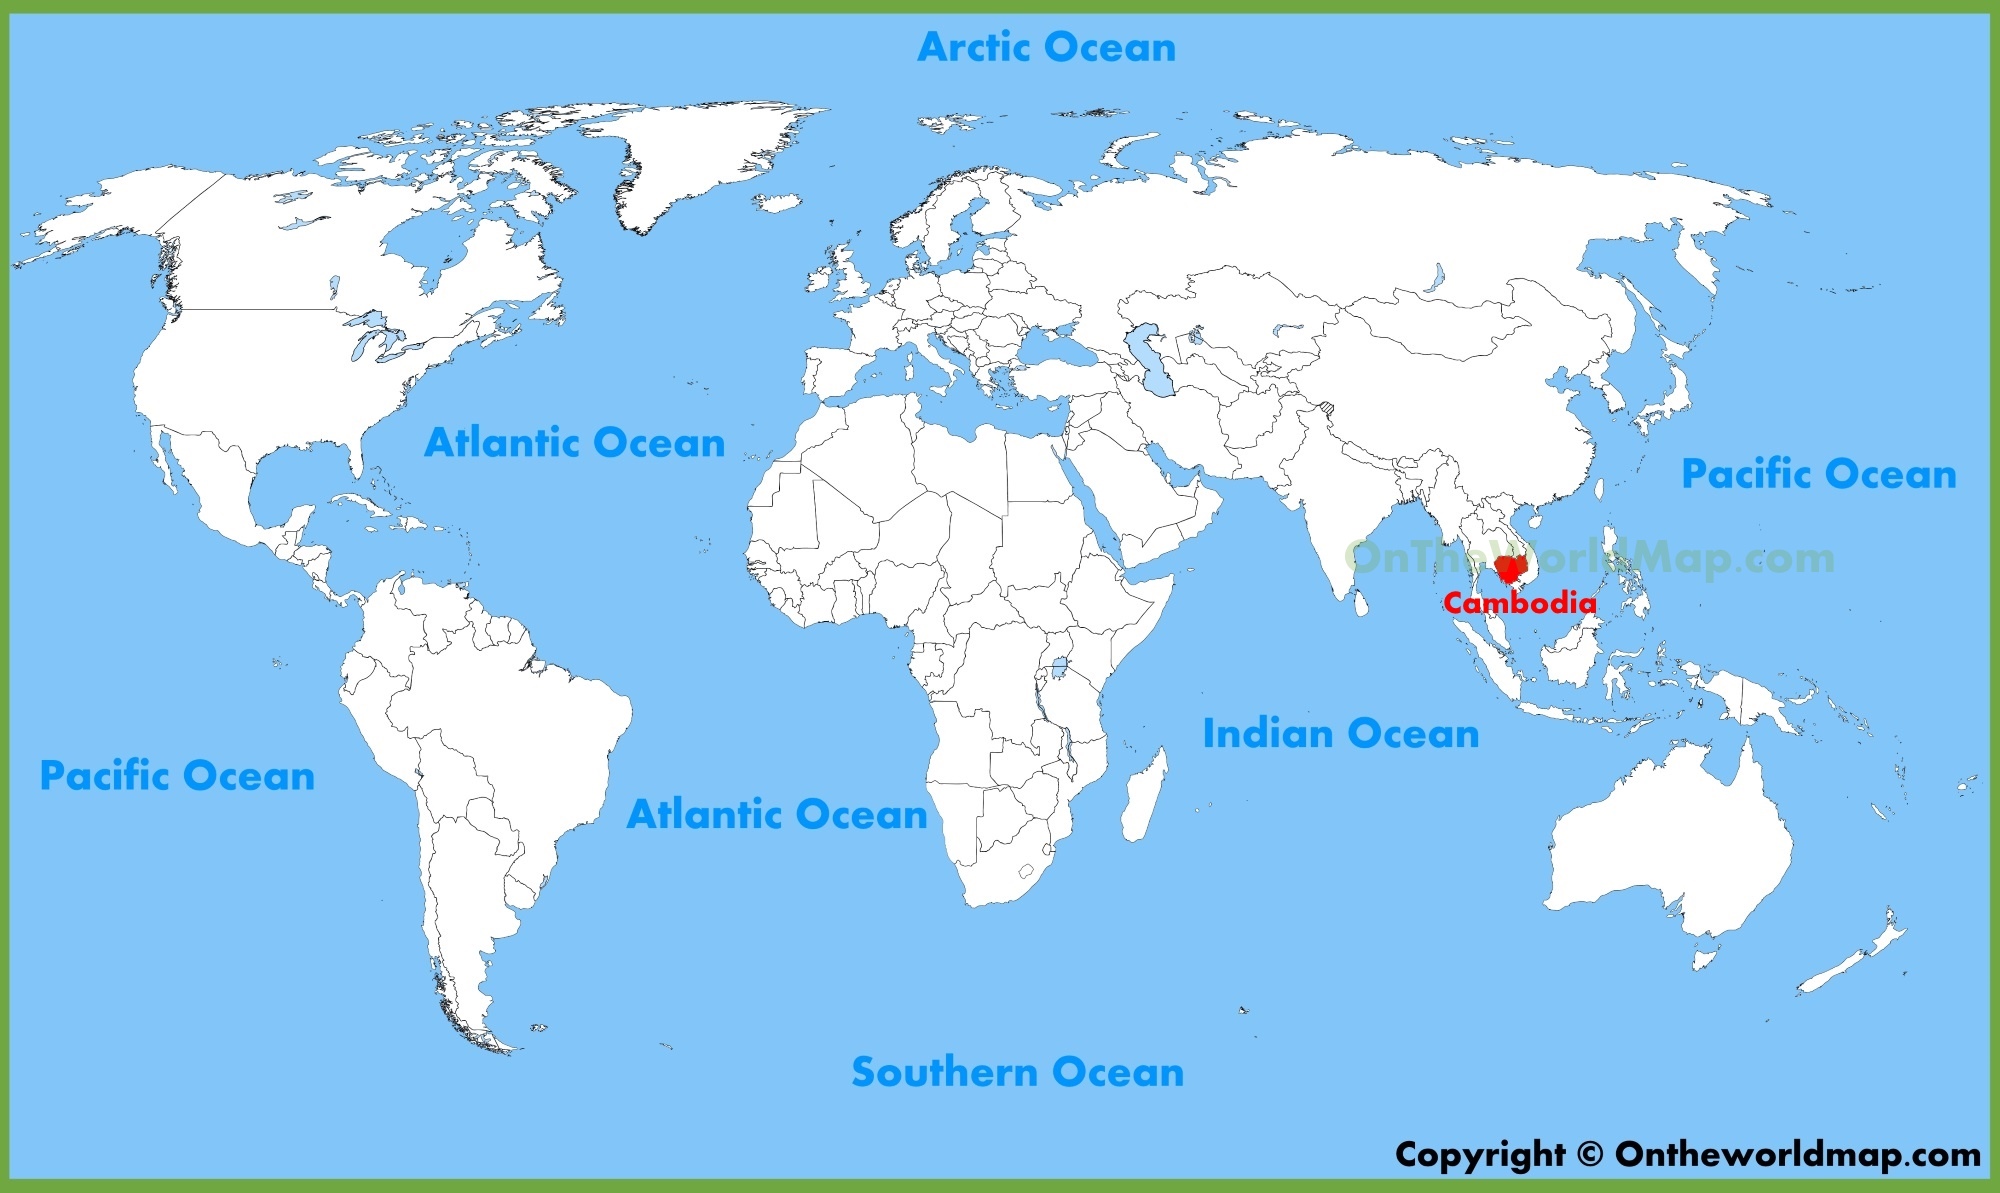 Arctic Ocean
Atlantic Ocean
Pacific Ocean
OnTheWorldMap.com
Cambodia
Indian Ocean
Pacific Ocean
Atlantic Ocean
Southern Ocean
Copyright © Ontheworldmap.com